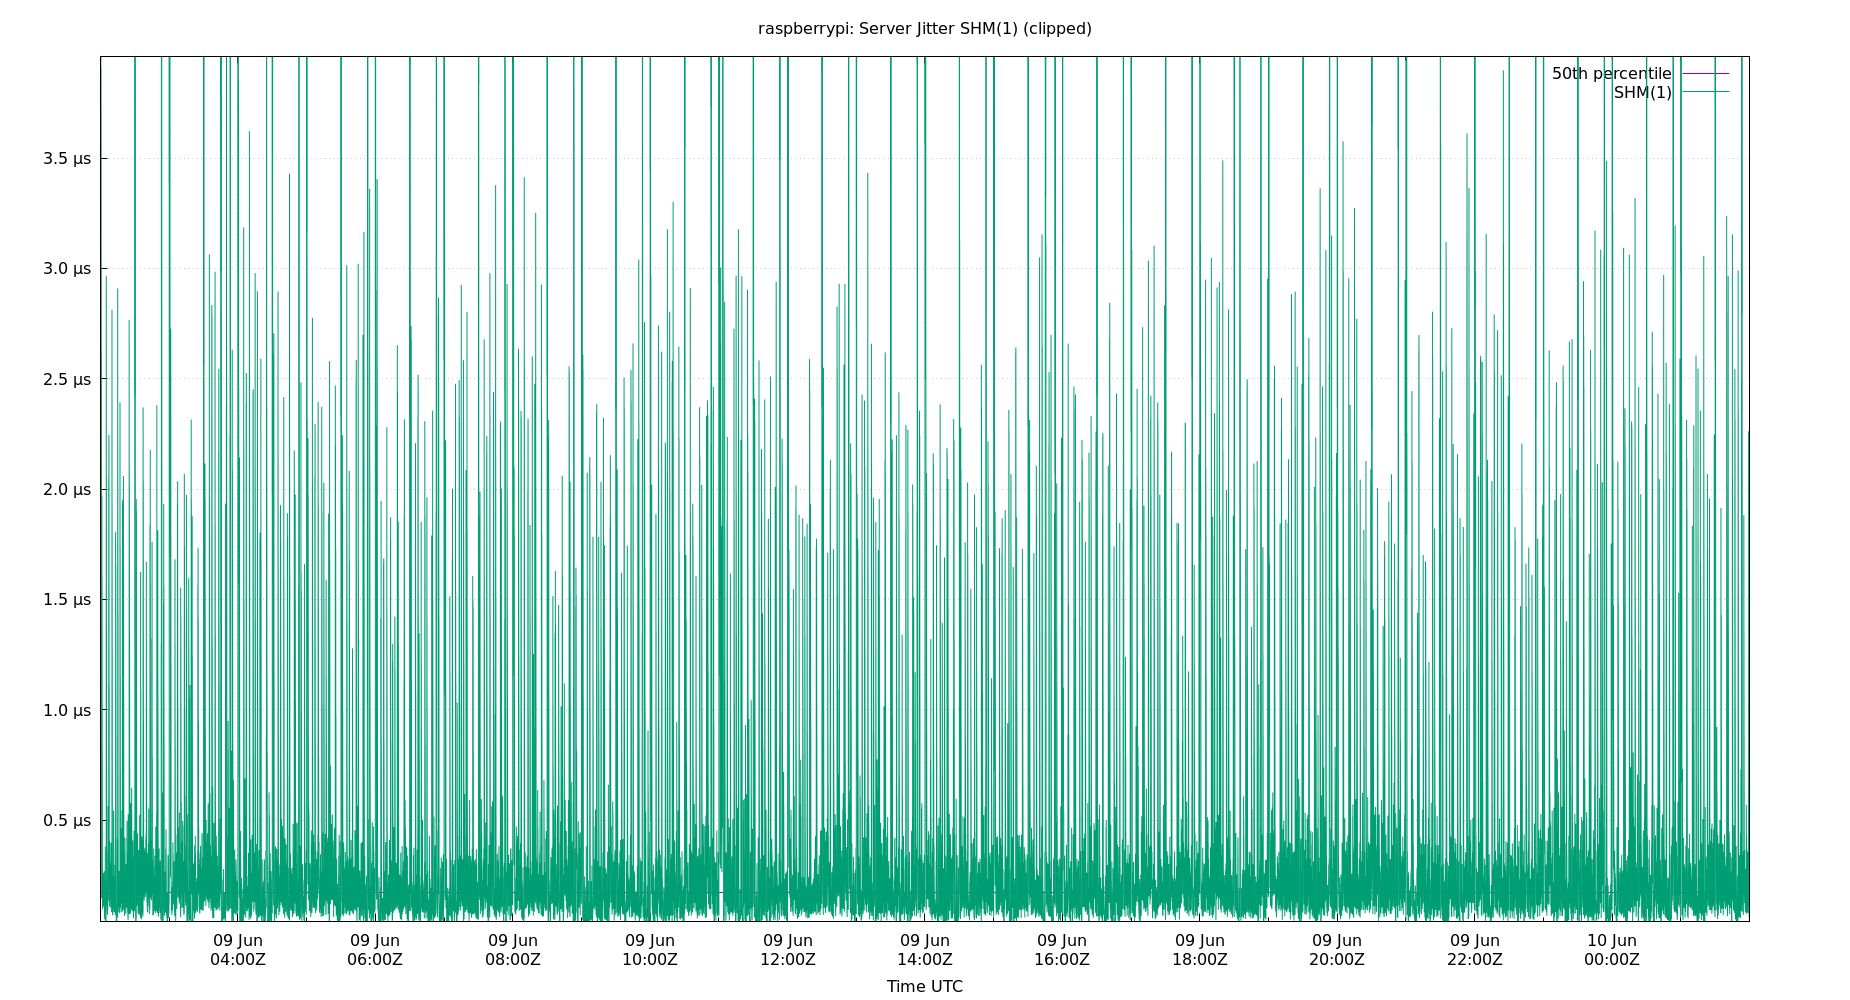 raspberrypi: Server Jitter SHM(1) (clipped)
50th percentile
SHM(1)
3.5 µs
3.0 µs
2.5 µs
2.0 µs
1.5 µs
1.0 µs
0.5 µs
09 Jun 09 Jun 09 Jun 09 Jun 09 Jun 09 Jun 09 Jun 09 Jun 09 Jun 09 Jun 10 Jun
04:00Z 06:00Z 08:00Z 10:00Z 12:00Z 14:00Z 16:00Z 18:00Z 20:00Z 22:00Z 00:00Z
Time UTC